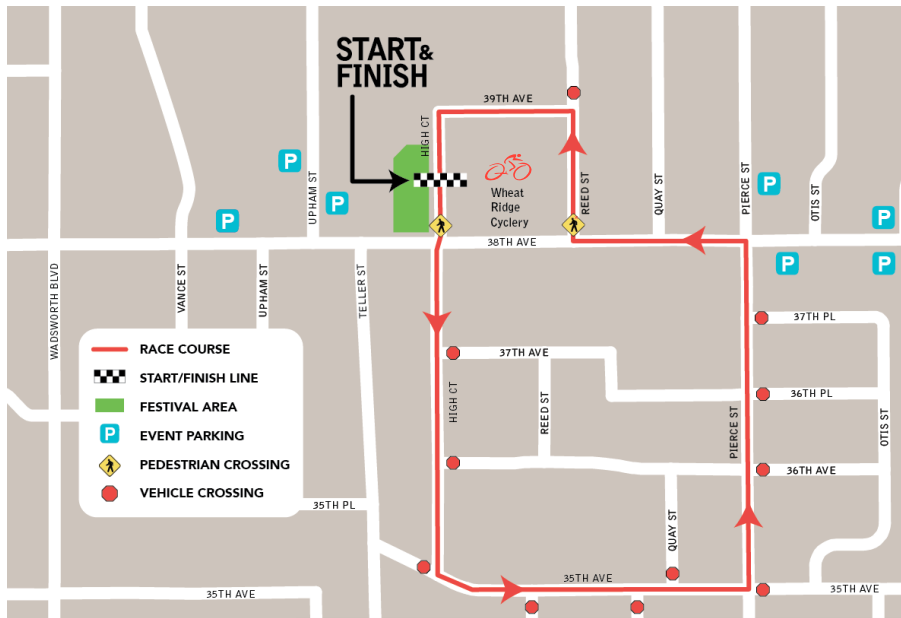 START&
FINISH
39TH AVE
HIGH CT
Wheat
Ridge
Cyclery
UPHAM ST
REED ST
QUAY ST
PIERCE ST
OTIS ST
P
P
P
P
P
P
P
38TH AVE
WADSWORTH BLVD
VANCE ST
UPHAM ST
TELLER ST
37TH PL
37TH AVE
36TH PL
HIGH CT
REED ST
PIERCE ST
OTIS ST
36TH AVE
RACE COURSE
START/FINISH LINE
FESTIVAL AREA
P EVENT PARKING
PEDESTRIAN CROSSING
VEHICLE CROSSING
35TH PL
QUAY ST
35TH AVE
35TH AVE
35TH AVE